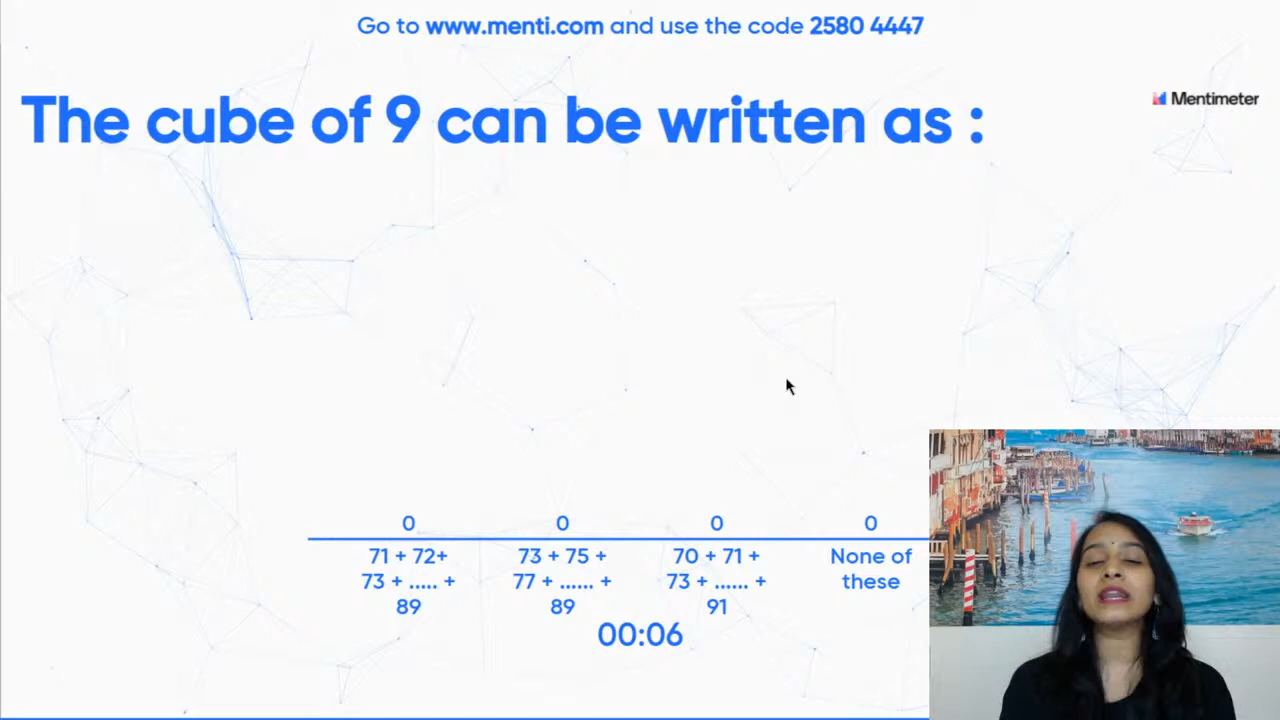 Go to www.menti.com and use the code 2580 4447
Mentimeter
The cube of 9 can be written as :
0
0
0
0
71 + 72+
73 + ..... +
89
73 + 75 +
77 + ...... +
89
70 + 71 +
73 + ...... +
91
None of
these
00:06